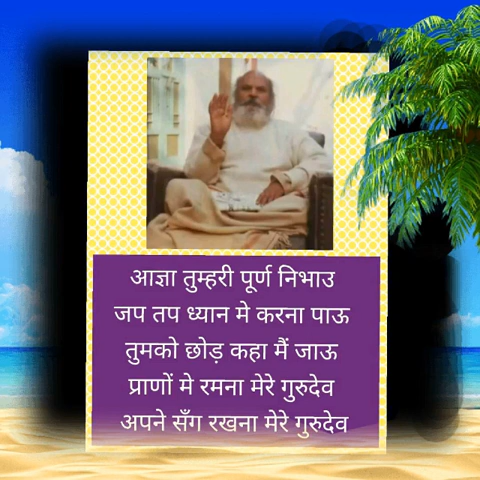 आज्ञा तुम्हरी पूर्ण निभाउ
जप तप ध्यान मे करना पाऊ
तुमको छोड़ कहा मैं जाऊ
प्राणों मे रमना मेरे गुरुदेव
अपने सँग रखना मेरे गुरुदेव